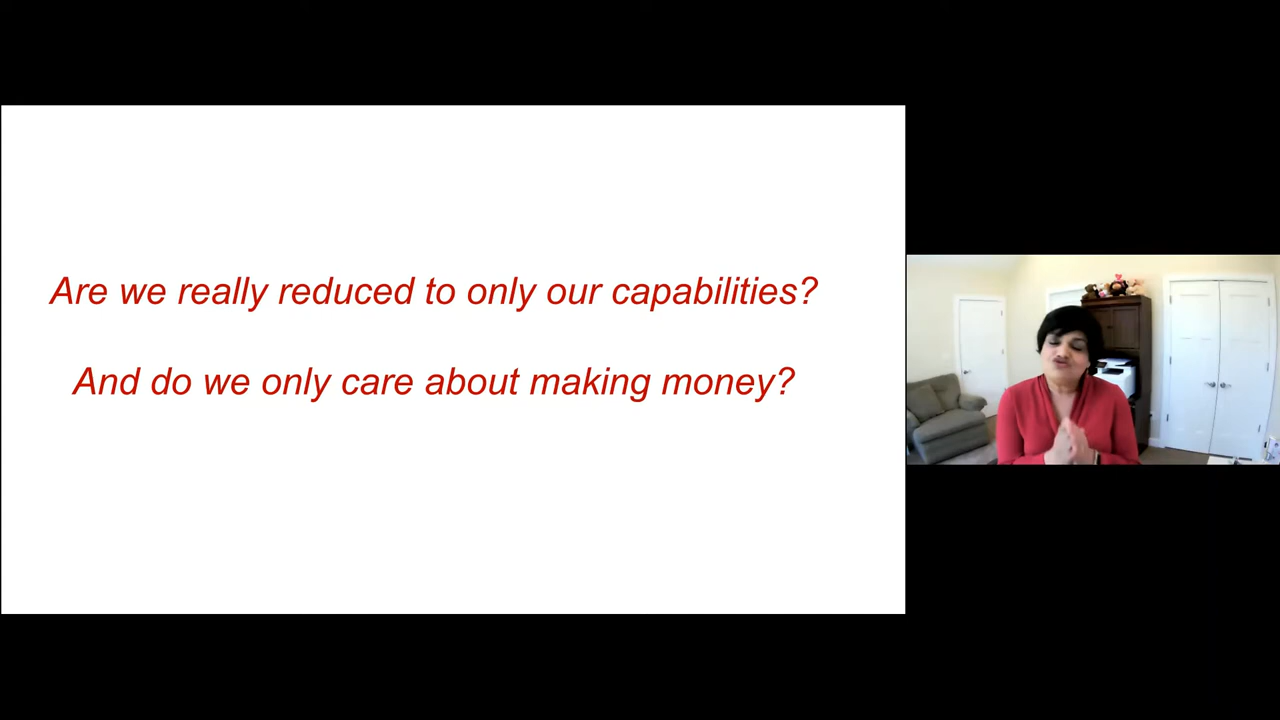 Are we really reduced to only our capabilities?
And do we only care about making money?